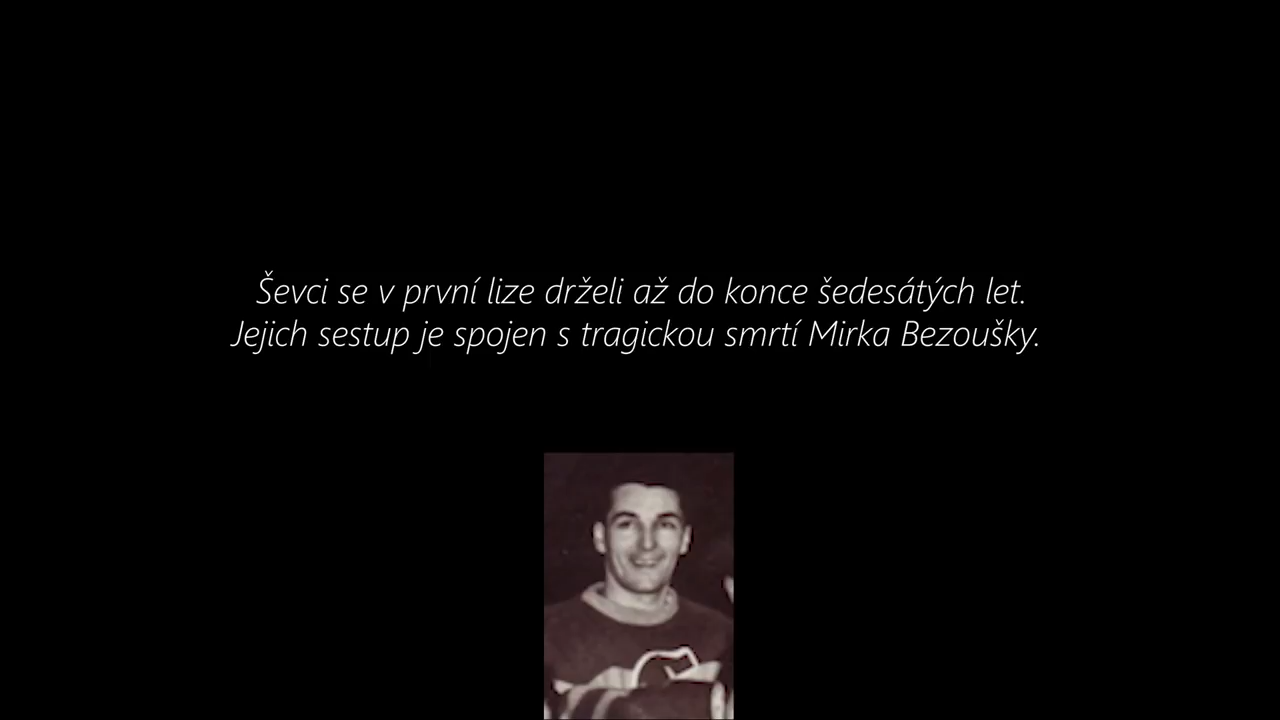 Ševci se v první lize drželi až do konce šedesátých let.
Jejich sestup je spojen s tragickou smrtí Mirka Bezoušky.